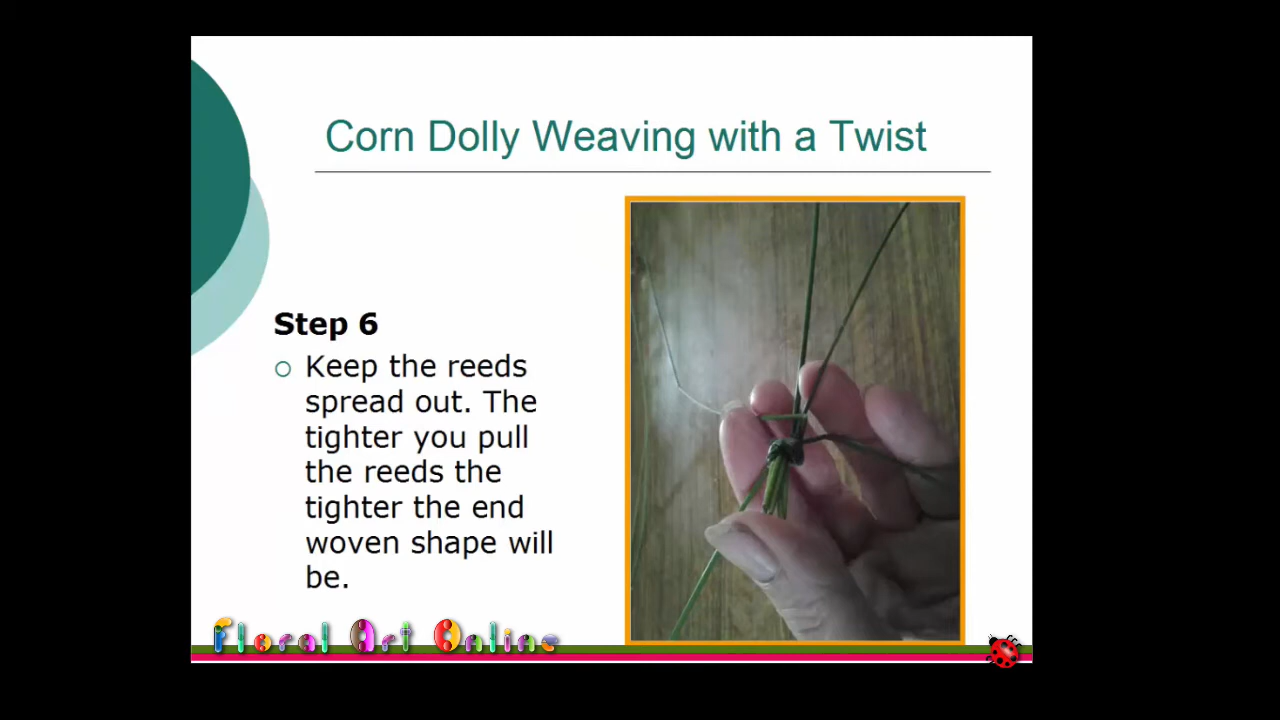 Corn Dolly Weaving with a Twist
Step 6
Keep the reeds
spread out. The
tighter you pull
the reeds the
tighter the end
woven shape will
be.
Floral Art Online